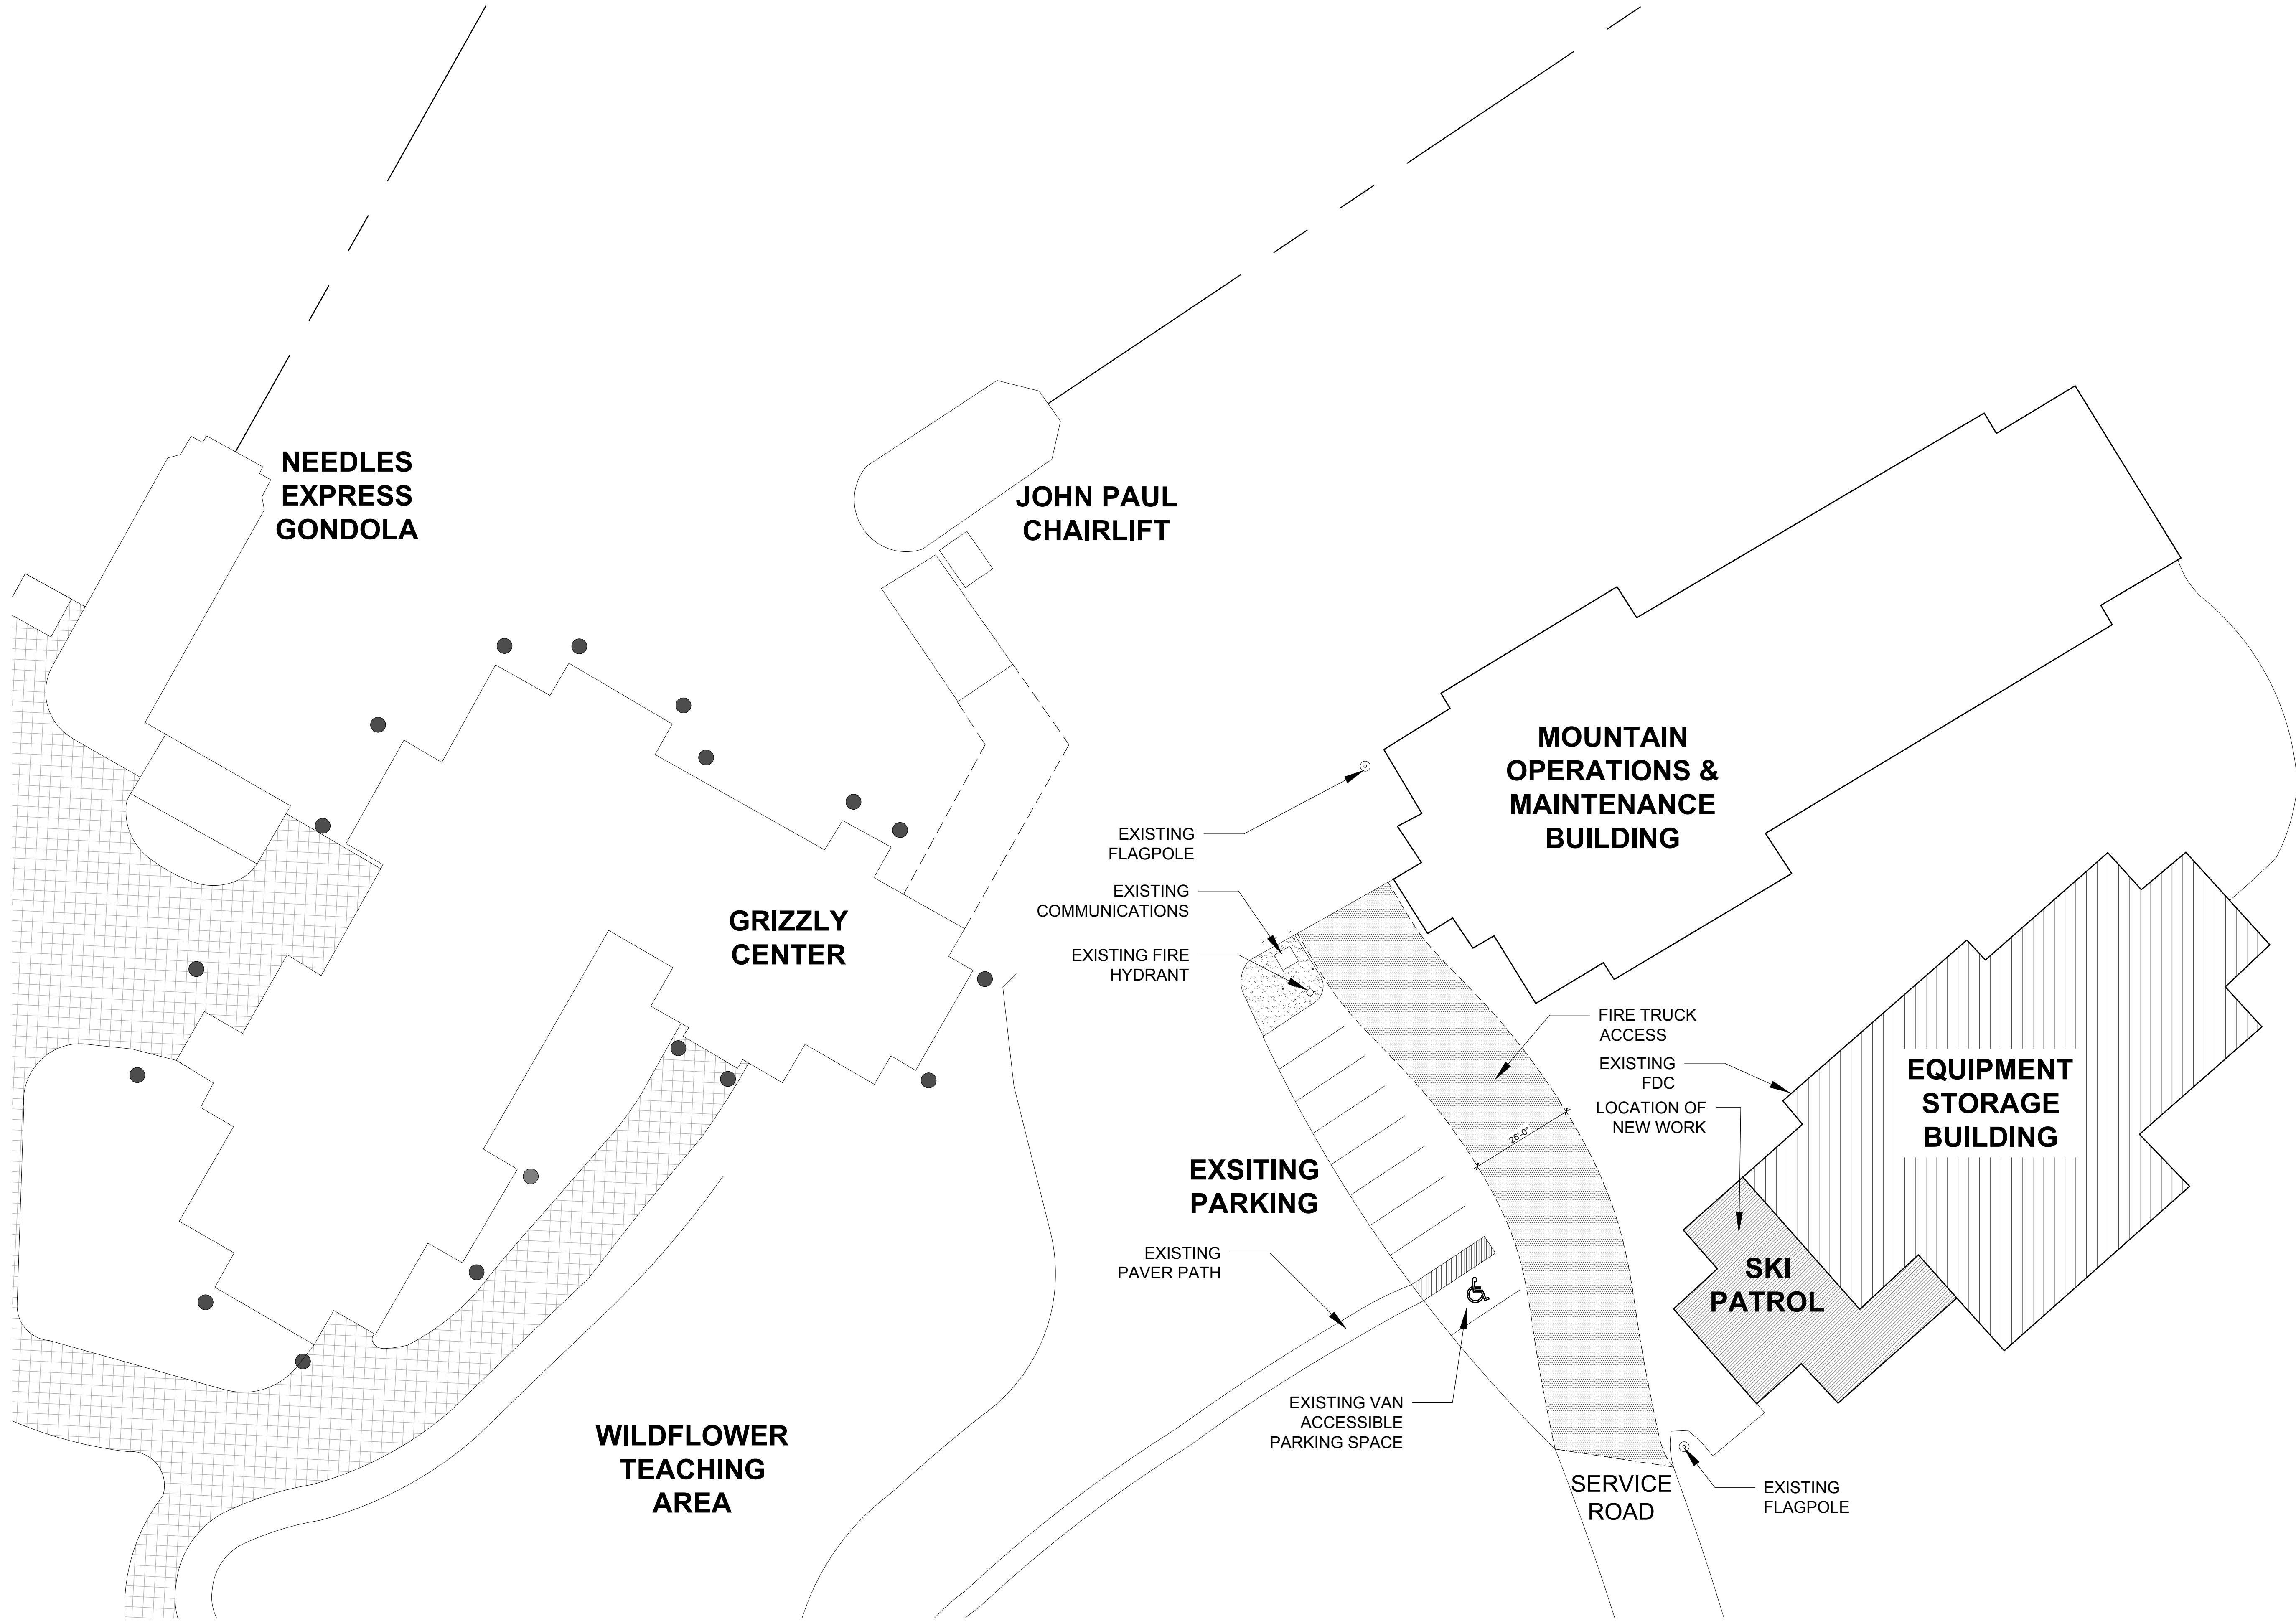 NEEDLES
EXPRESS
GONDOLA
JOHN PAUL
CHAIRLIFT
MOUNTAIN
OPERATIONS &
MAINTENANCE
BUILDING
EXISTING
FLAGPOLE
EXISTING
COMMUNICATIONS
EXISTING FIRE
HYDRANT
GRIZZLY
CENTER
FIRE TRUCK
ACCESS
EXISTING
FDC
LOCATION OF
NEW WORK
EQUIPMENT
STORAGE
BUILDING
26'-0"
EXSITING
PARKING
EXISTING
PAVER PATH
SKI
PATROL
EXISTING VAN
ACCESSIBLE
PARKING SPACE
WILDFLOWER
TEACHING
AREA
SERVICE
ROAD
EXISTING
FLAGPOLE